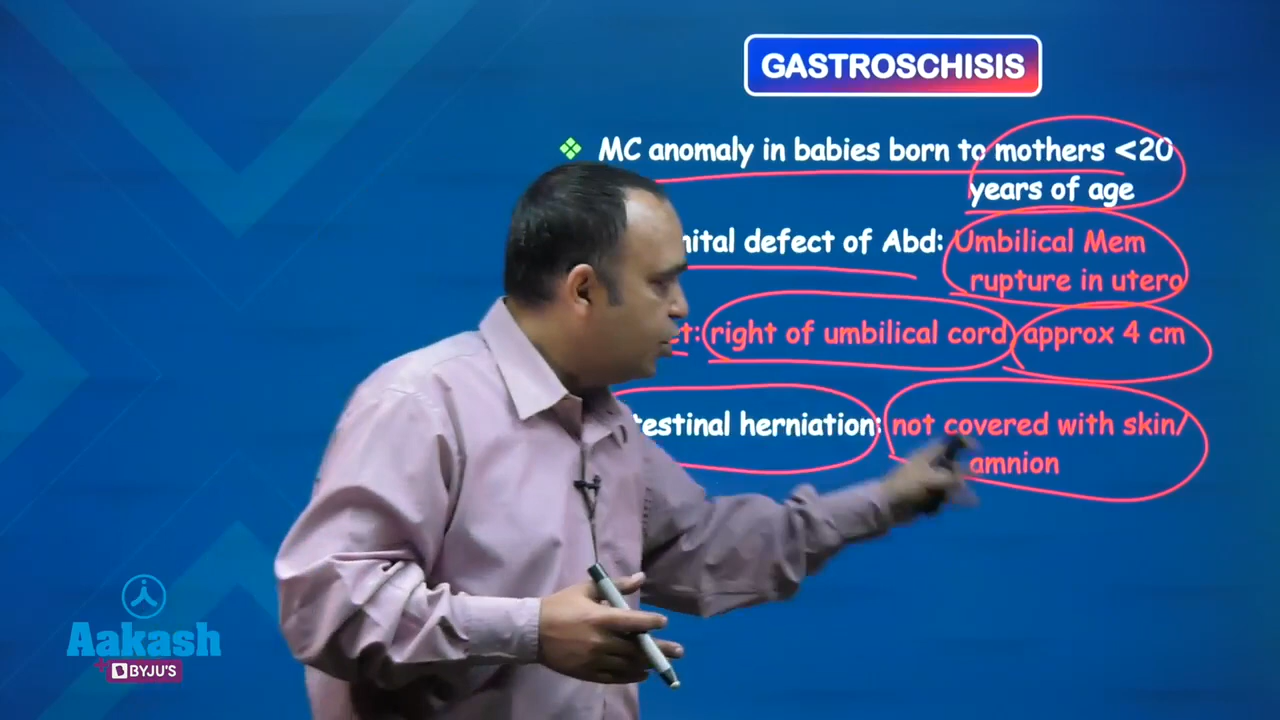 GASTROSCHISIS
MC anomaly in babies born to mothers <20
years of age
nital defect of Abd: Umbilical Mem
rupture in utero
ct: right of umbilical cord approx 4 cm
testinal herniation: not covered with skin/
amnion
Aakash
+BYJU'S